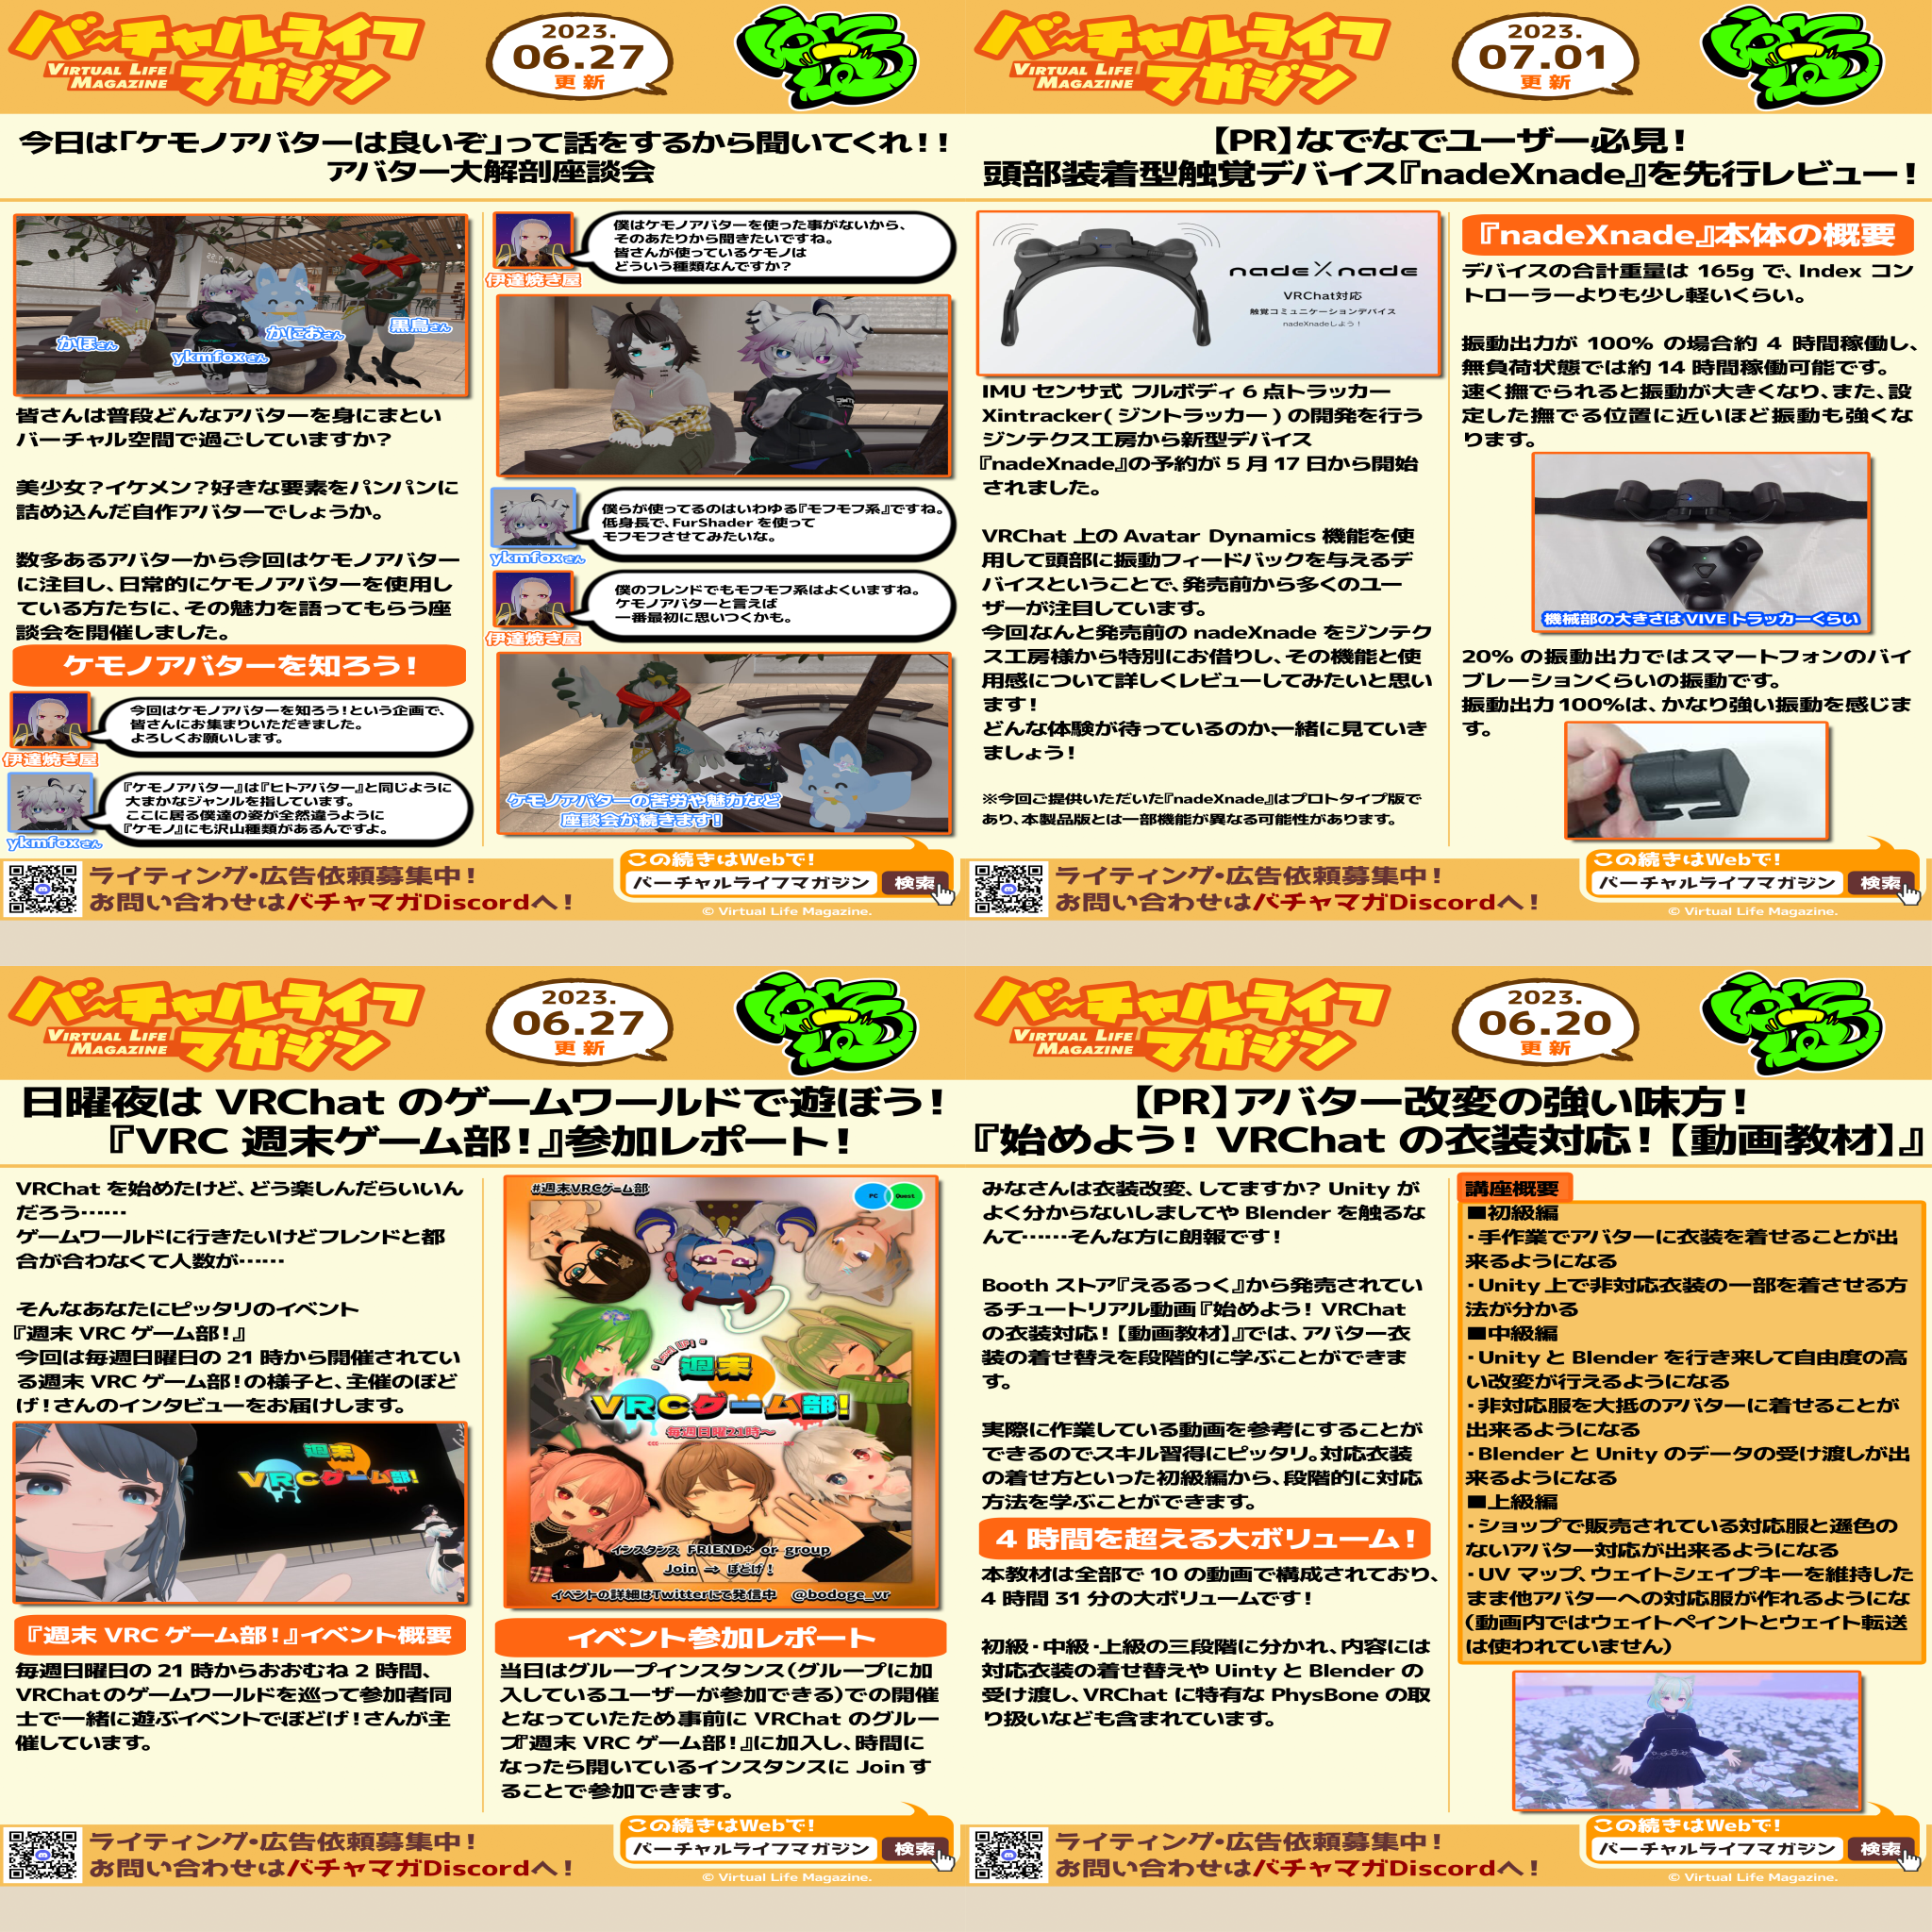 バーチャルライフ
マガジン
VIRTUAL LIFE
MAGAZINE
2023.
06.27
更新
今日は「ケモノアバターは良いぞ」って話をするから聞いてくれ！！
アバター大解剖座談会
かほさん
ykmfoxさん
かにおさん
黒鳥さん
皆さんは普段どんなアバターを身にまとい
バーチャル空間で過ごしていますか？
美少女？イケメン？好きな要素をパンパンに
詰め込んだ自作アバターでしょうか。
数多あるアバターから今回はケモノアバター
に注目し、日常的にケモノアバターを使用し
ている方たちに、その魅力を語ってもらう座
談会を開催しました。
ケモノアバターを知ろう！
伊達焼き屋
今回はケモノアバターを知ろう！という企画で、
皆さんにお集まりいただきました。
よろしくお願いします。
ykmfoxさん
『ケモノアバター』は『ヒトアバター』と同じように
大まかなジャンルを指しています。
ここに居る僕達の姿が全然違うように
『ケモノ』にも沢山種類があるんですよ。
伊達焼き屋
僕はケモノアバターを使った事がないから、
そのあたりから聞きたいですね。
皆さんが使っているケモノは
どういう種類なんですか？
ykmfoxさん
僕らが使ってるのはいわゆる『モフモフ系』ですね。
低身長で、FurShader を使って
モフモフさせてみたいな。
伊達焼き屋
僕のフレンドでもモフモフ系はよくいますね。
ケモノアバターと言えば
一番最初に思いつくかも。
ケモノアバターの苦労や魅力など
座談会が続きます！
ライティング・広告依頼募集中！
お問い合わせはバチャマガDiscordへ！
この続きはWebで！
バーチャルライフマガジン
検索
© Virtual Life Magazine.
バーチャルライフ
マガジン
VIRTUAL LIFE
MAGAZINE
2023.
07.01
更新
【PR】なでなでユーザー必見！
頭部装着型触覚デバイス『nadeXnade』を先行レビュー！
nadeXnade
VRChat対応
触覚コミュニケーションデバイス
nadeXnadeしよう！
IMU センサ式 フルボディ 6 点トラッカー
Xintracker( ジントラッカー ) の開発を行う
ジンテクス工房から新型デバイス
『nadeXnade』の予約が 5 月 17 日から開始
されました。
VRChat 上の Avatar Dynamics 機能を使
用して頭部に振動フィードバックを与えるデ
バイスということで、発売前から多くのユー
ザーが注目しています。
今回なんと発売前の nadeXnade をジンテク
ス工房様から特別にお借りし、その機能と使
用感について詳しくレビューしてみたいと思い
ます！
どんな体験が待っているのか、一緒に見ていき
ましょう！
※今回ご提供いただいた『nadeXnade』はプロトタイプ版で
あり、本製品版とは一部機能が異なる可能性があります。
『nadeXnade』本体の概要
デバイスの合計重量は 165g で、Index コン
トローラーよりも少し軽いくらい。
振動出力が 100% の場合約 4 時間稼働し、
無負荷状態では約 14 時間稼働可能です。
速く撫でられると振動が大きくなり、また、設
定した撫でる位置に近いほど振動も強くな
ります。
機械部の大きさは VIVE トラッカーくらい
20% の振動出力ではスマートフォンのバイ
ブレーションくらいの振動です。
振動出力100%は、かなり強い振動を感じま
す。
ライティング・広告依頼募集中！
お問い合わせはバチャマガDiscordへ！
この続きはWebで！
バーチャルライフマガジン
検索
© Virtual Life Magazine.
バーチャルライフ
マガジン
VIRTUAL LIFE
MAGAZINE
2023.
06.27
更新
日曜夜は VRChat のゲームワールドで遊ぼう！
『VRC 週末ゲーム部！』参加レポート！
VRChat を始めたけど、どう楽しんだらいいん
だろう……
ゲームワールドに行きたいけどフレンドと都
合が合わなくて人数が……
そんなあなたにピッタリのイベント
『週末 VRC ゲーム部！』
今回は毎週日曜日の 21 時から開催されてい
る週末 VRC ゲーム部！の様子と、主催のぼど
げ！さんのインタビューをお届けします。
週末
VRCゲーム部！
『週末 VRC ゲーム部！』イベント概要
毎週日曜日の 21 時からおおむね 2 時間、
VRChatのゲームワールドを巡って参加者同
士で一緒に遊ぶイベントでぼどげ！さんが主
催しています。
#週末VRCゲーム部
PC
Quest
週末
VRCゲーム部！
毎週日曜21時〜
インスタンス FRIEND+ or group
Join ⇒ ぼどげ！
イベントの詳細はTwitterにて発信中 @bodoge_vr
イベント参加レポート
当日はグループインスタンス（グループに加
入しているユーザーが参加できる）での開催
となっていたため事前に VRChat のグルー
プ『週末 VRC ゲーム部！』に加入し、時間に
なったら開いているインスタンスに Join す
ることで参加できます。
ライティング・広告依頼募集中！
お問い合わせはバチャマガDiscordへ！
この続きはWebで！
バーチャルライフマガジン
検索
© Virtual Life Magazine.
バーチャルライフ
マガジン
VIRTUAL LIFE
MAGAZINE
2023.
06.20
更新
【PR】アバター改変の強い味方！
『始めよう！ VRChat の衣装対応！【動画教材】』
みなさんは衣装改変、してますか？ Unity が
よく分からないしましてや Blender を触るな
んて……そんな方に朗報です！
Booth ストア『えるるっく』から発売されてい
るチュートリアル動画『始めよう！ VRChat
の衣装対応！【動画教材】』では、アバター衣
装の着せ替えを段階的に学ぶことができま
す。
実際に作業している動画を参考にすることが
できるのでスキル習得にピッタリ。対応衣装
の着せ方といった初級編から、段階的に対応
方法を学ぶことができます。
4 時間を超える大ボリューム！
本教材は全部で 10 の動画で構成されており、
4 時間 31 分の大ボリュームです！
初級・中級・上級の三段階に分かれ、内容には
対応衣装の着せ替えや Uinty と Blender の
受け渡し、VRChat に特有な PhysBone の取
り扱いなども含まれています。
講座概要
■初級編
・手作業でアバターに衣装を着せることが出
来るようになる
・Unity 上で非対応衣装の一部を着させる方
法が分かる
■中級編
・Unity と Blender を行き来して自由度の高
い改変が行えるようになる
・非対応服を大抵のアバターに着せることが
出来るようになる
・Blender と Unity のデータの受け渡しが出
来るようになる
■上級編
・ショップで販売されている対応服と遜色の
ないアバター対応が出来るようになる
・UV マップ、ウェイトシェイプキーを維持した
まま他アバターへの対応服が作れるようにな
（動画内ではウェイトペイントとウェイト転送
は使われていません）
ライティング・広告依頼募集中！
お問い合わせはバチャマガDiscordへ！
この続きはWebで！
バーチャルライフマガジン
検索
© Virtual Life Magazine.